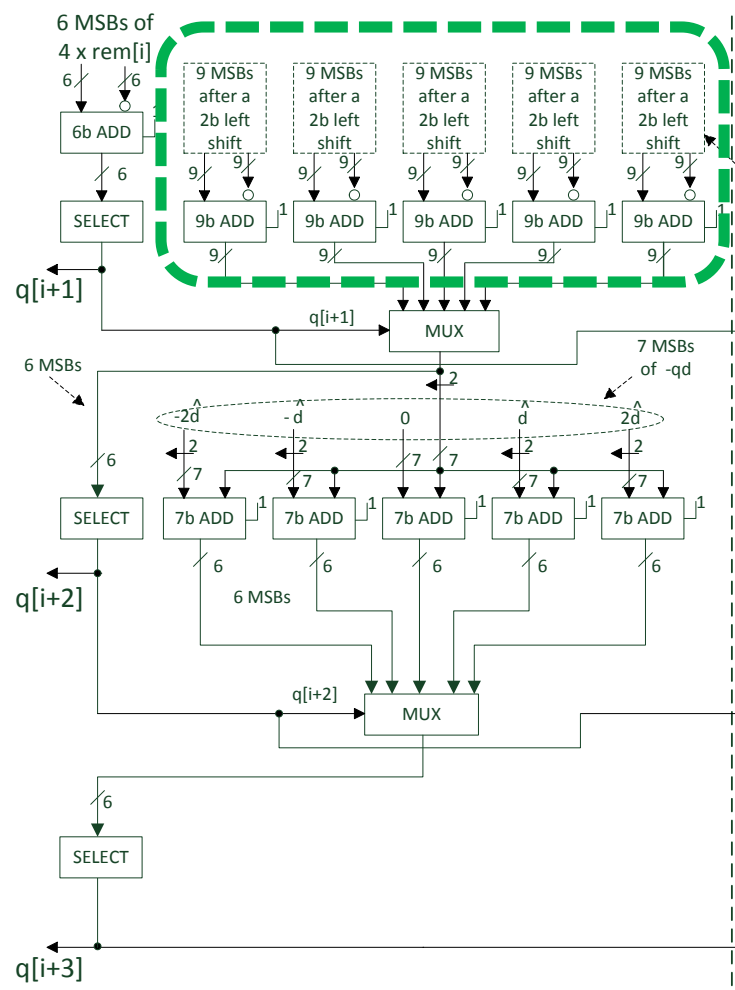 6 MSBs of
4 x rem[i]
6
6
6b ADD
6
SELECT
q[i+1]
9 MSBs
after a
2b left
shift
9 MSBs
after a
2b left
shift
9 MSBs
after a
2b left
shift
9 MSBs
after a
2b left
shift
9 MSBs
after a
2b left
shift
9
9
9
9
9
9
9
9
9
9
9b ADD
1
9b ADD
1
9b ADD
1
9b ADD
1
9b ADD
1
9
9
9
9
9
q[i+1]
MUX
6 MSBs
7 MSBs
of -qd
2
-2d̂
-d̂
0
d̂
2d̂
2
2
2
2
6
7
7
7
7
7
7
SELECT
7b ADD
1
7b ADD
1
7b ADD
1
7b ADD
1
7b ADD
1
6
6
6
6
6
q[i+2]
6 MSBs
q[i+2]
MUX
6
SELECT
q[i+3]